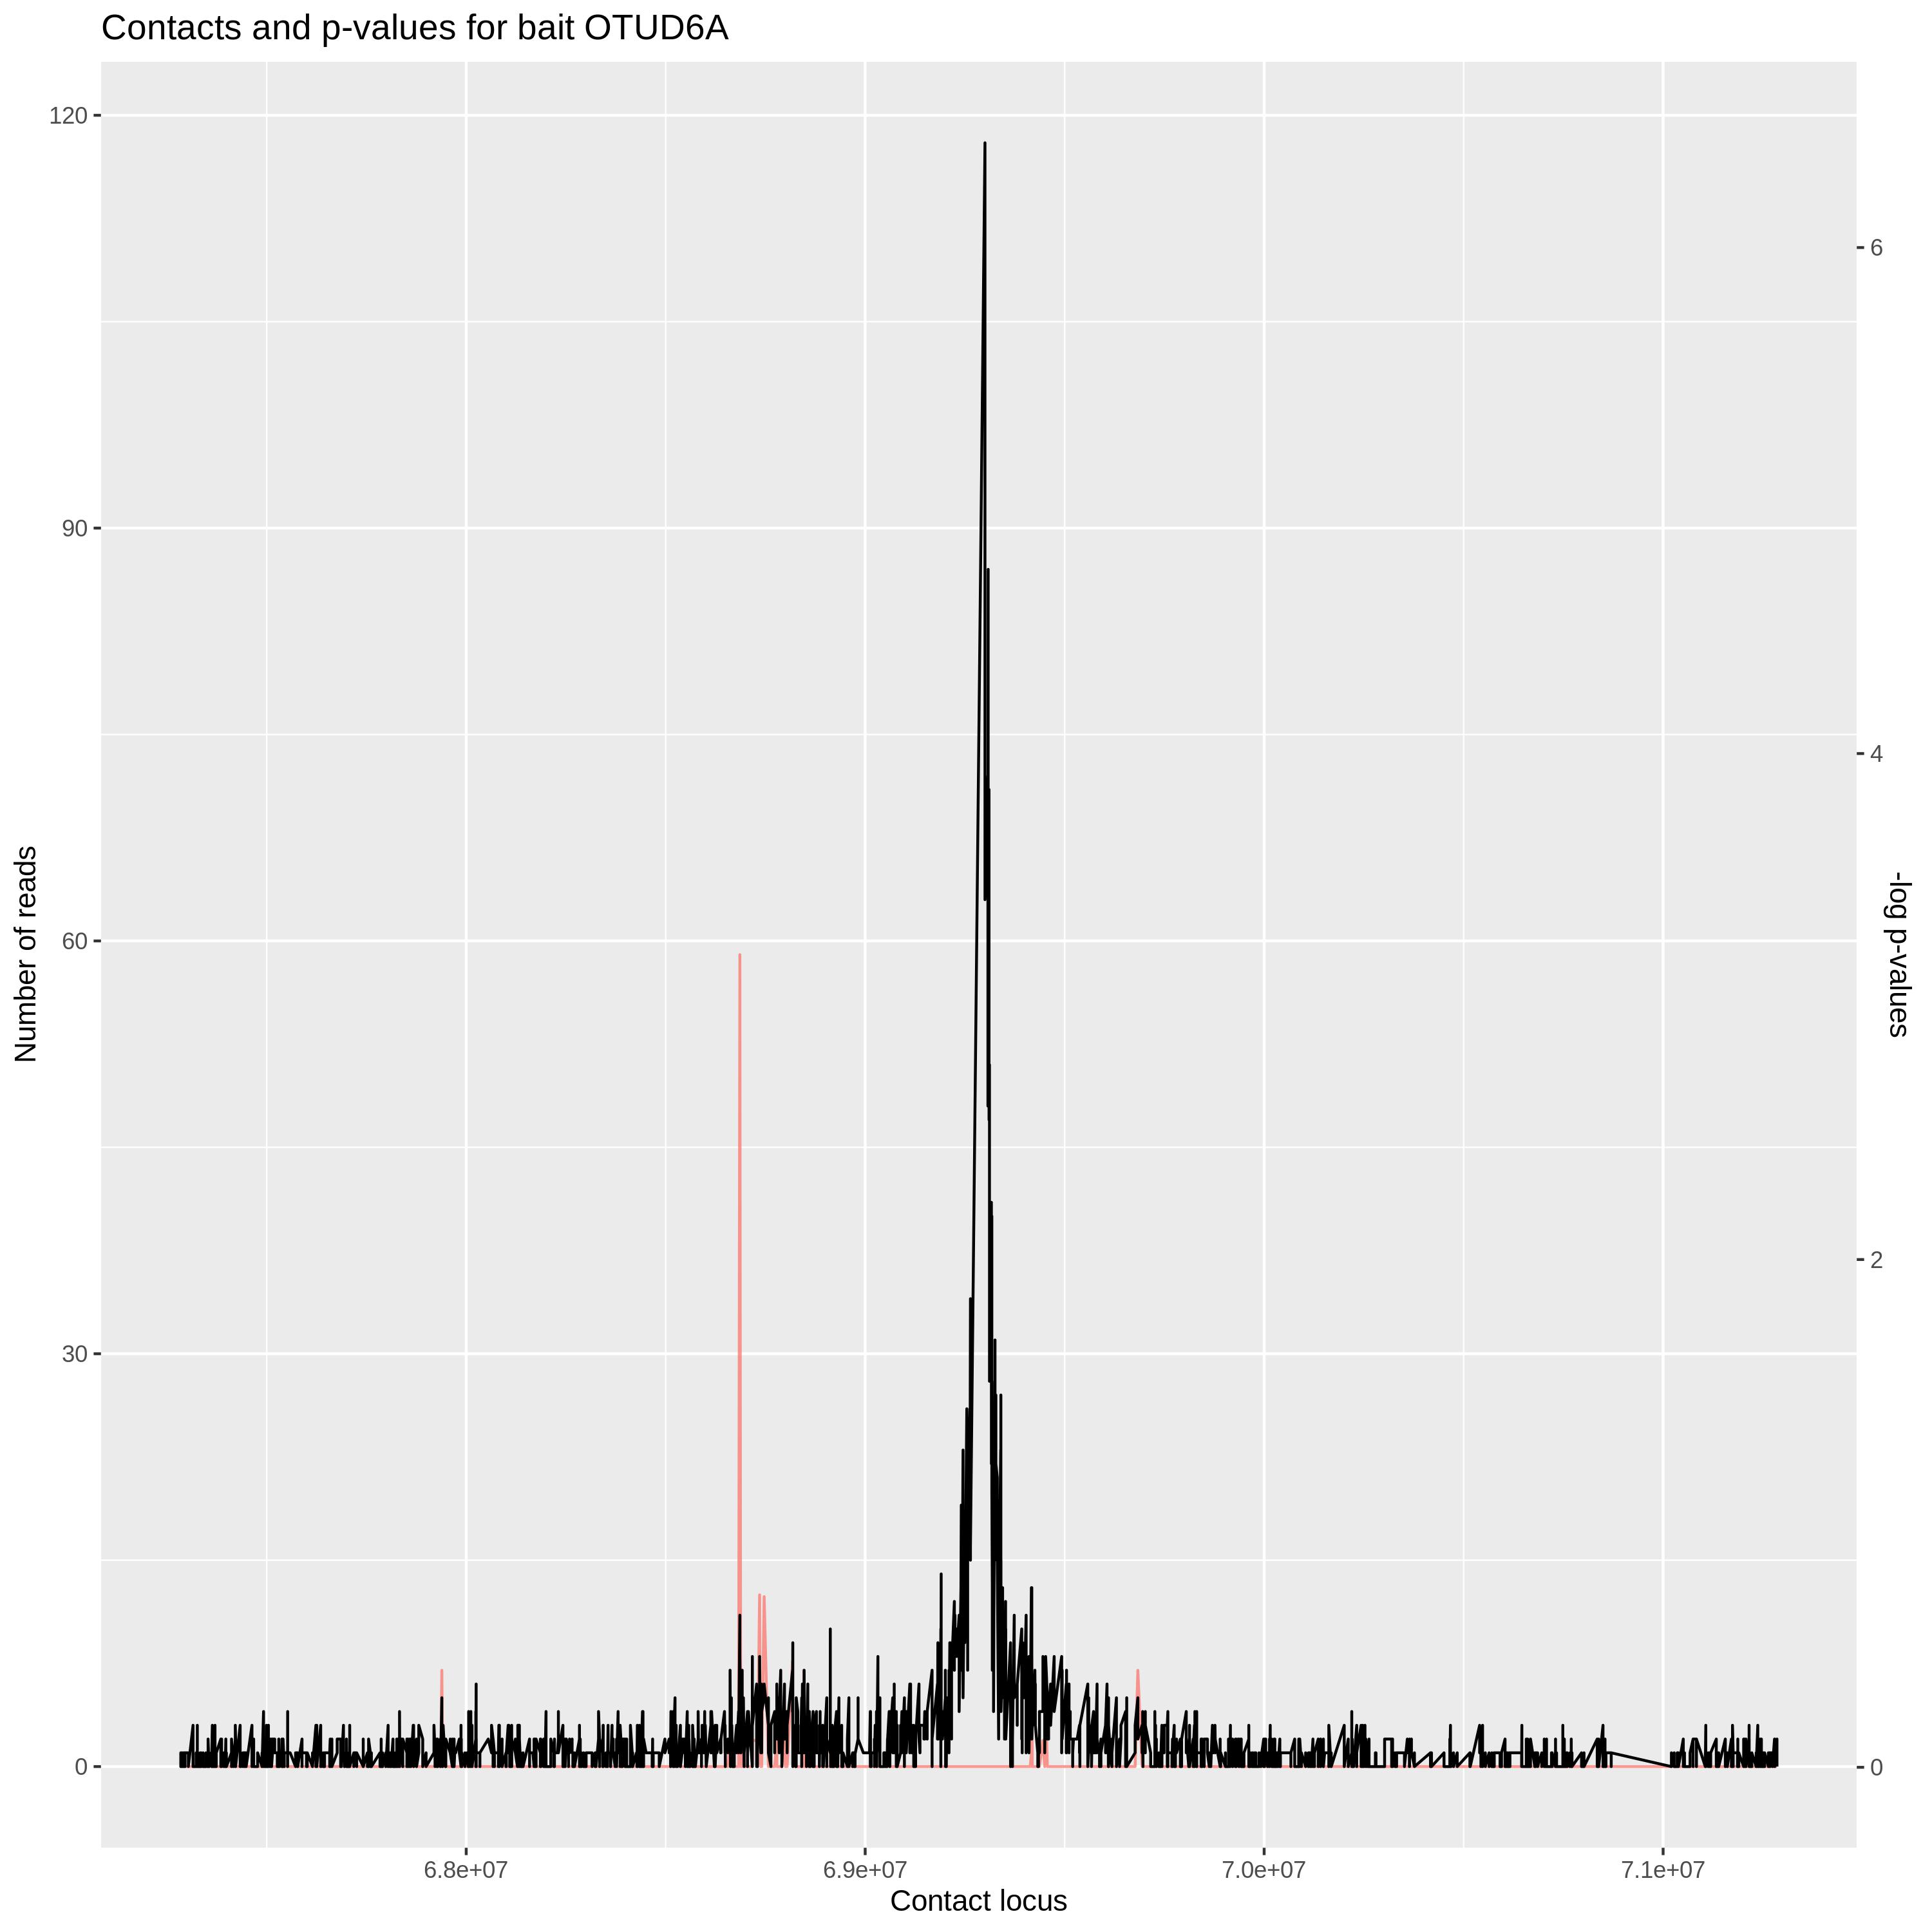 Contacts and p-values for bait OTUD6A
120
90
60
30
0
Number of reads
6
4
2
0
-log p-values
6.8e+07
6.9e+07
7.0e+07
7.1e+07
Contact locus